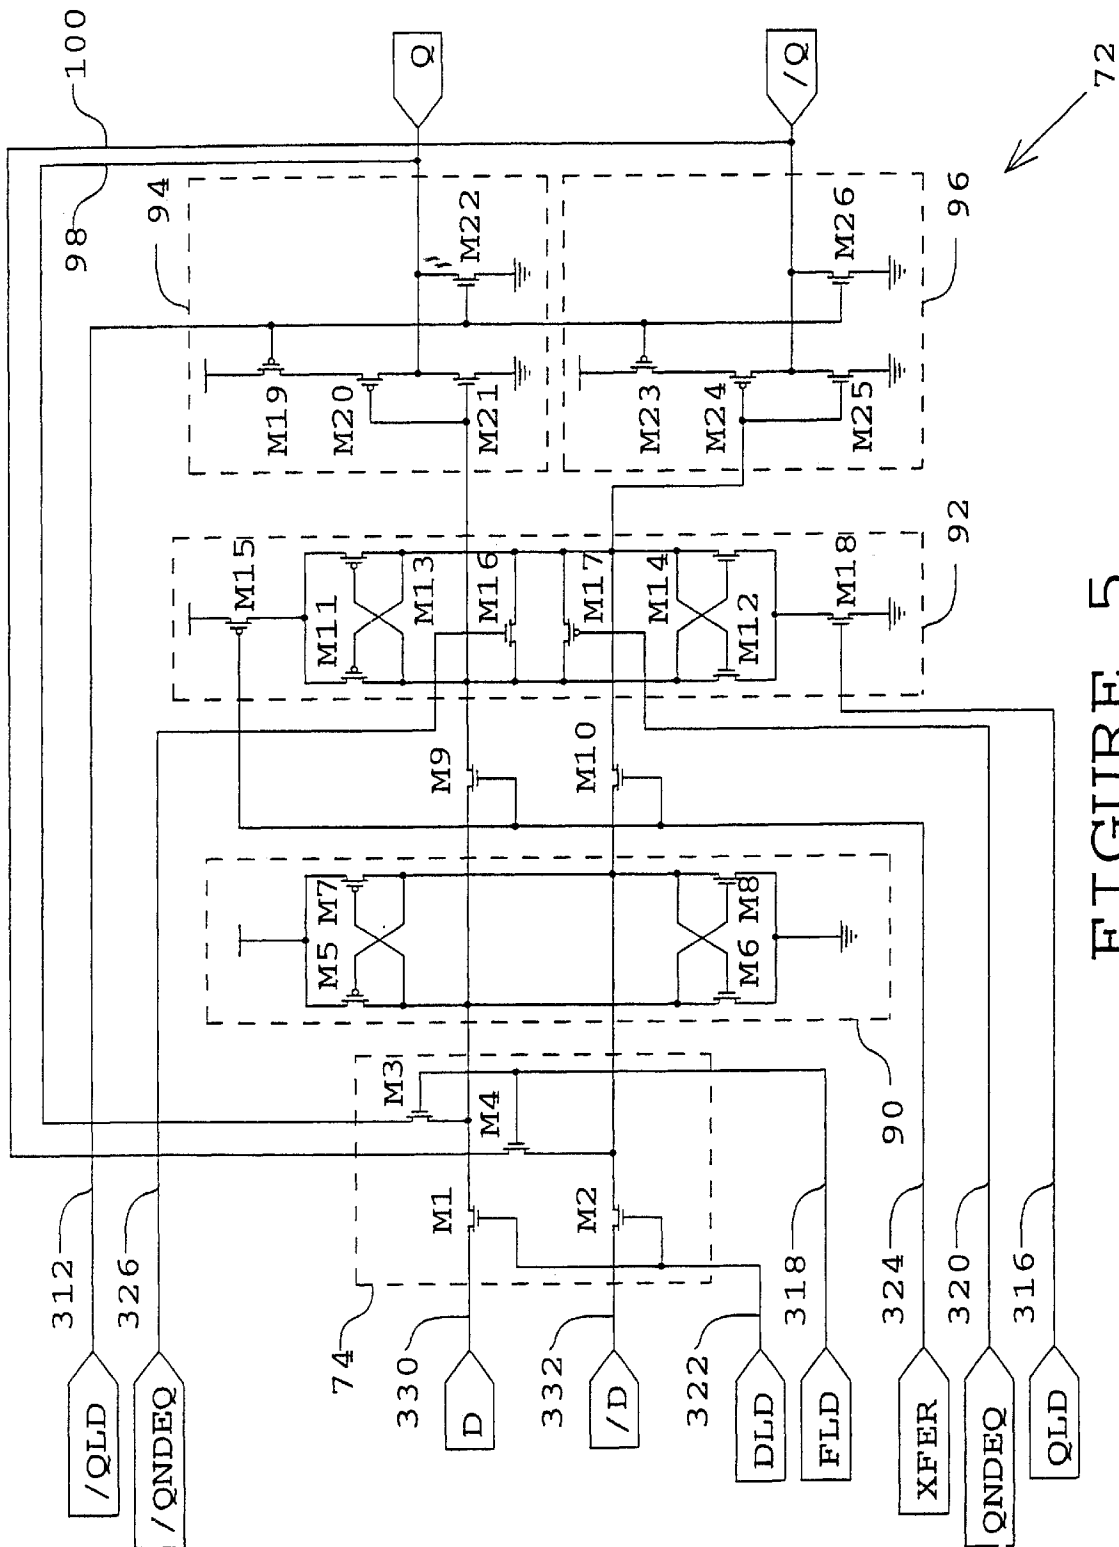 100
98
94
Q
/Q
72
96
M22
M26
M19
M20
M21
M23
M24
M25
92
M15
M11
M13
M16
M17
M14
M12
M18
M9
M10
M7
M5
M8
M6
90
M3
M4
M1
M2
74
312
326
330
332
322
318
324
320
316
/QLD
/QNDEQ
D
/D
DLD
FLD
XFER
QNDEQ
QLD
FIGURE 5